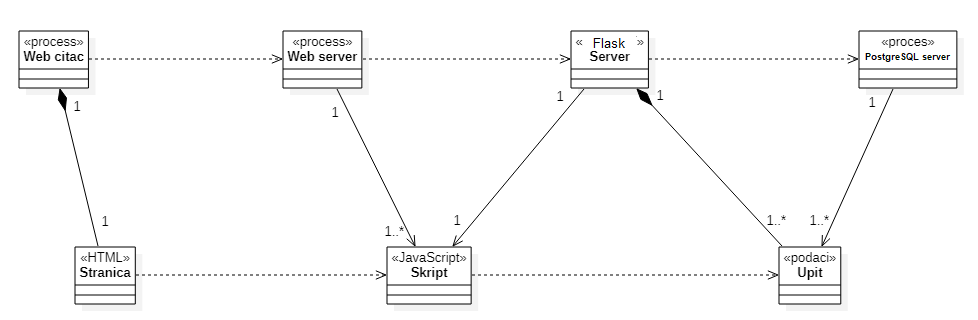 «process»
Web citac
«process»
Web server
« Flask »
Server
«proces»
PostgreSQL server
1
1
1
1
1
1
1..*
1
1..*
1..*
«HTML»
Stranica
«JavaScript»
Skript
«podaci»
Upit